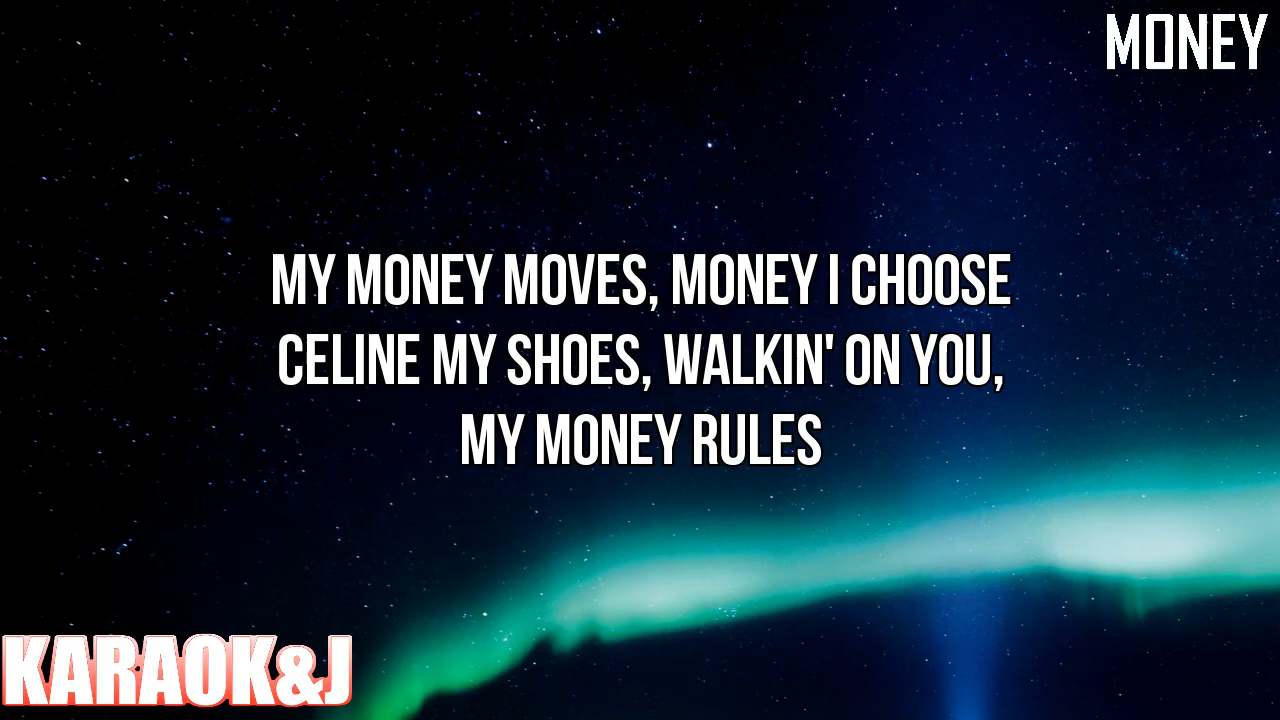 MONEY
MY MONEY MOVES, MONEY I CHOOSE
CELINE MY SHOES, WALKIN' ON YOU,
MY MONEY RULES
KARAOK&J